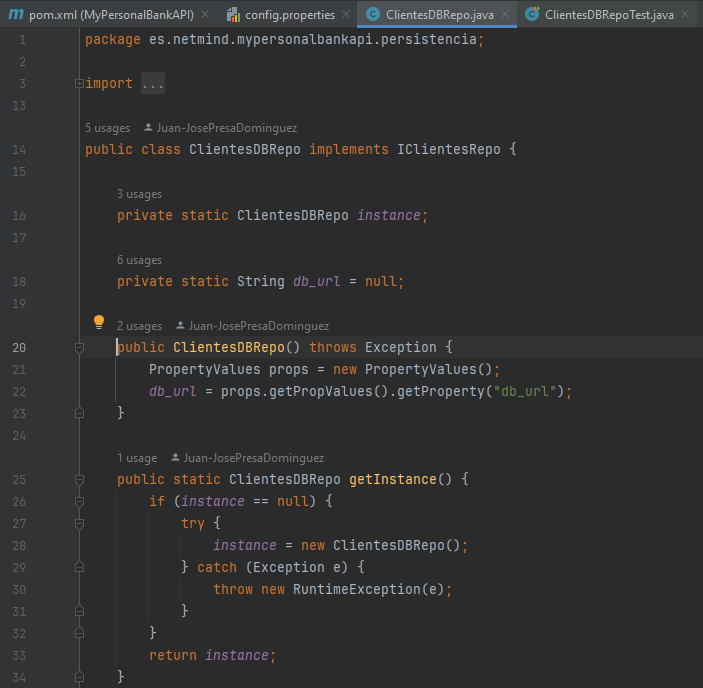 pom.xml (MyPersonalBankAPI) config.properties ClientesDBRepo.java ClientesDBRepoTest.java
1 package es.netmind.mypersonalbankapi.persistencia;
2
3 import ...
13
5 usages Juan-JosePresaDominguez
14 public class ClientesDBRepo implements IClientesRepo {
15
3 usages
16 private static ClientesDBRepo instance;
17
6 usages
18 private static String db_url = null;
19
2 usages Juan-JosePresaDominguez
20 public ClientesDBRepo() throws Exception {
21 PropertyValues props = new PropertyValues();
22 db_url = props.getPropValues().getProperty("db_url");
23 }
24
1 usage Juan-JosePresaDominguez
25 public static ClientesDBRepo getInstance() {
26 if (instance == null) {
27 try {
28 instance = new ClientesDBRepo();
29 } catch (Exception e) {
30 throw new RuntimeException(e);
31 }
32 }
33 return instance;
34 }